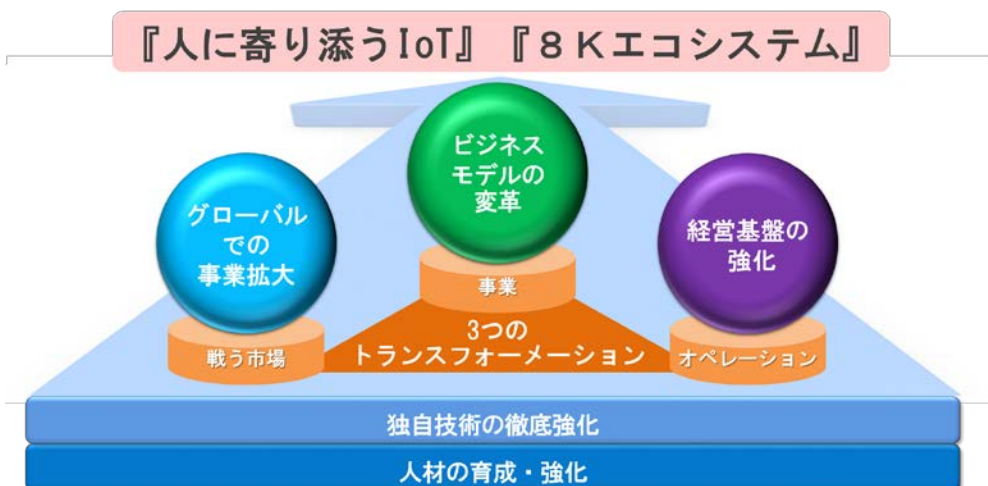 『人に寄り添うIoT』『８Ｋエコシステム』
ビジネス
モデルの
変革
グローバル
での
事業拡大
経営基盤の
強化
事業
3つの
トランスフォーメーション
戦う市場
オペレーション
独自技術の徹底強化
人材の育成・強化